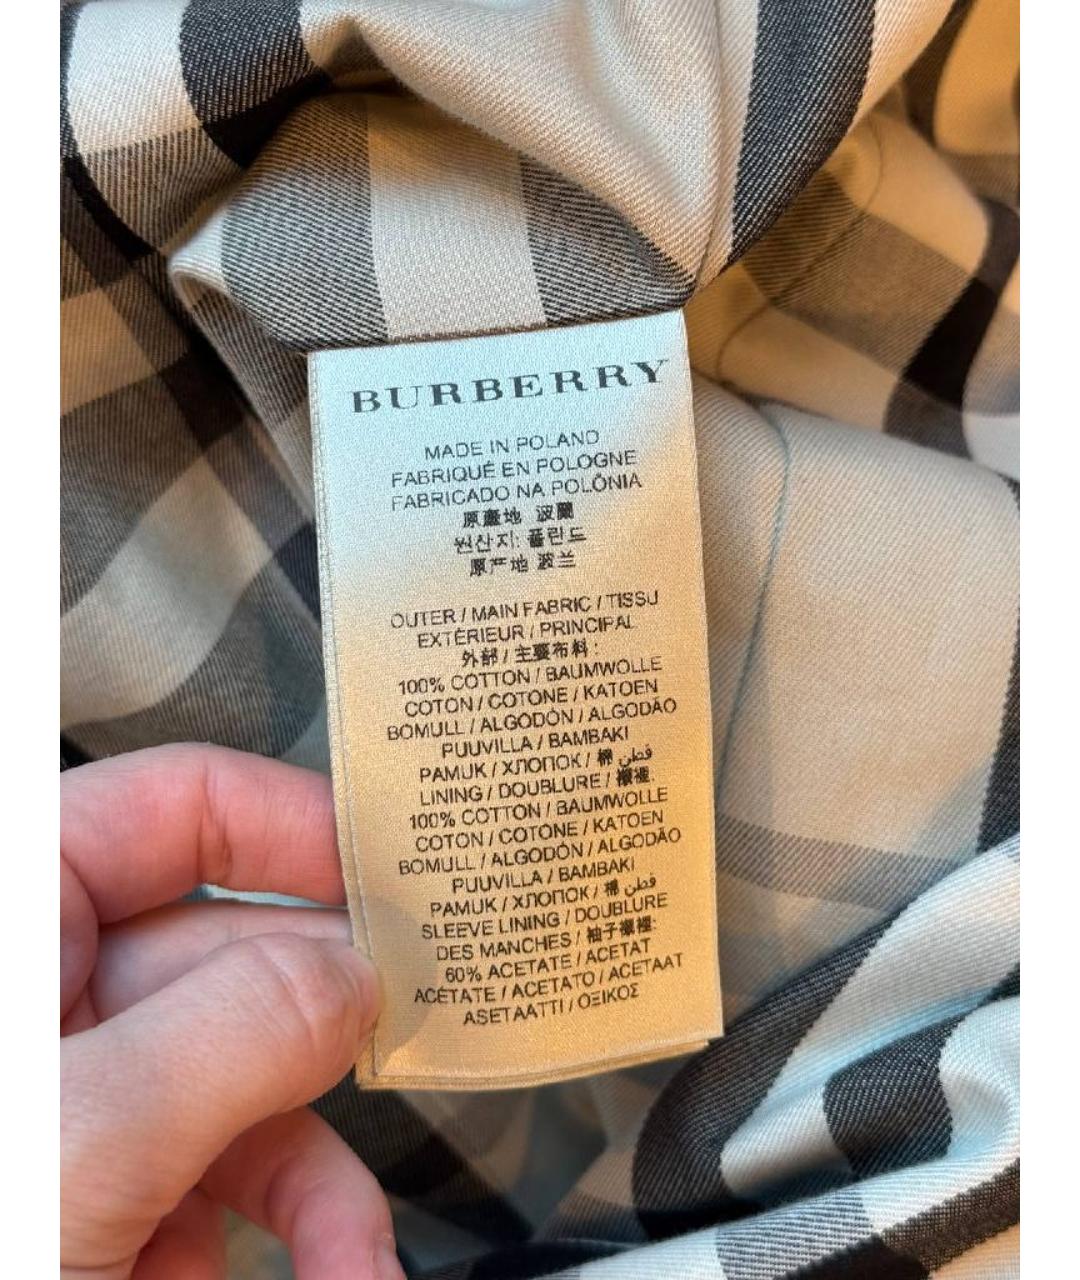 BURBERRY
MADE IN POLAND
FABRIQUÉ EN POLOGNE
FABRICADO NA POLÔNIA
原產地 波蘭
원산지: 폴란드
原产地 波兰
OUTER / MAIN FABRIC / TISSU
EXTÉRIEUR / PRINCIPAL
外部 / 主要布料 :
100% COTTON / BAUMWOLLE
COTON / COTONE / KATOEN
BOMULL / ALGODÓN / ALGODÃO
PUUVILLA / BAMBAKI
PAMUK / ХЛОПОК / 棉 قطن
LINING / DOUBLURE / 襯裡
100% COTTON / BAUMWOLLE
COTON / COTONE / KATOEN
BOMULL / ALGODÓN / ALGODÃO
PUUVILLA / BAMBAKI
PAMUK / ХЛОПОК / 棉 قطن
SLEEVE LINING / DOUBLURE
DES MANCHES / 袖子襯裡:
60% ACETATE / ACETAT
ACÉTATE / ACETATO / ACETAAT
ASETAATTI / ΟΞΙΚΟΣ